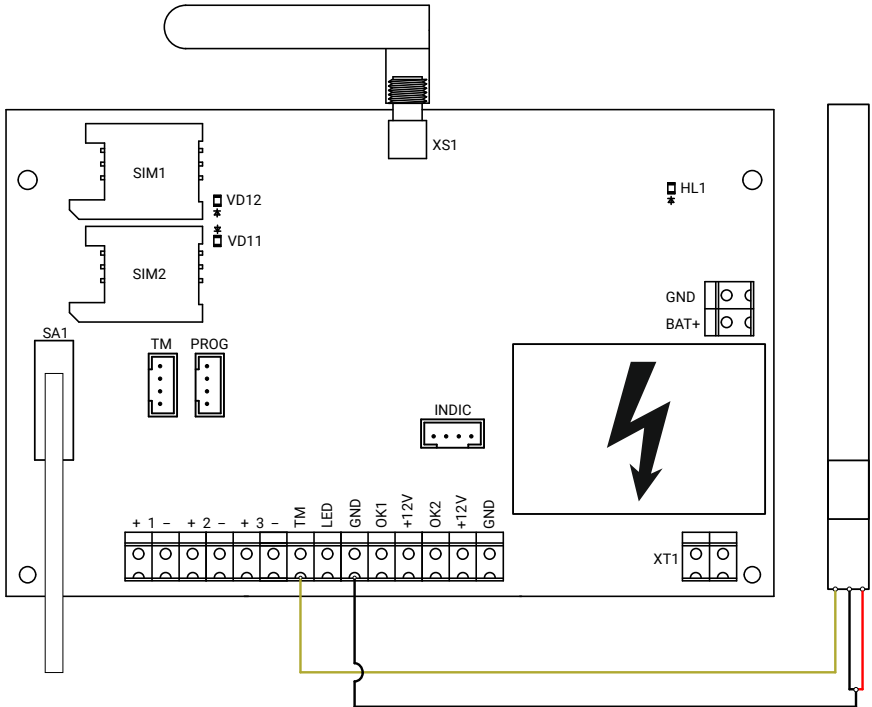 XS1
SIM1
VD12
HL1
VD11
SIM2
GND
BAT+
SA1
TM PROG
INDIC
+ 1 – + 2 – + 3 – TM LED GND OK1 +12V OK2 +12V GND
XT1